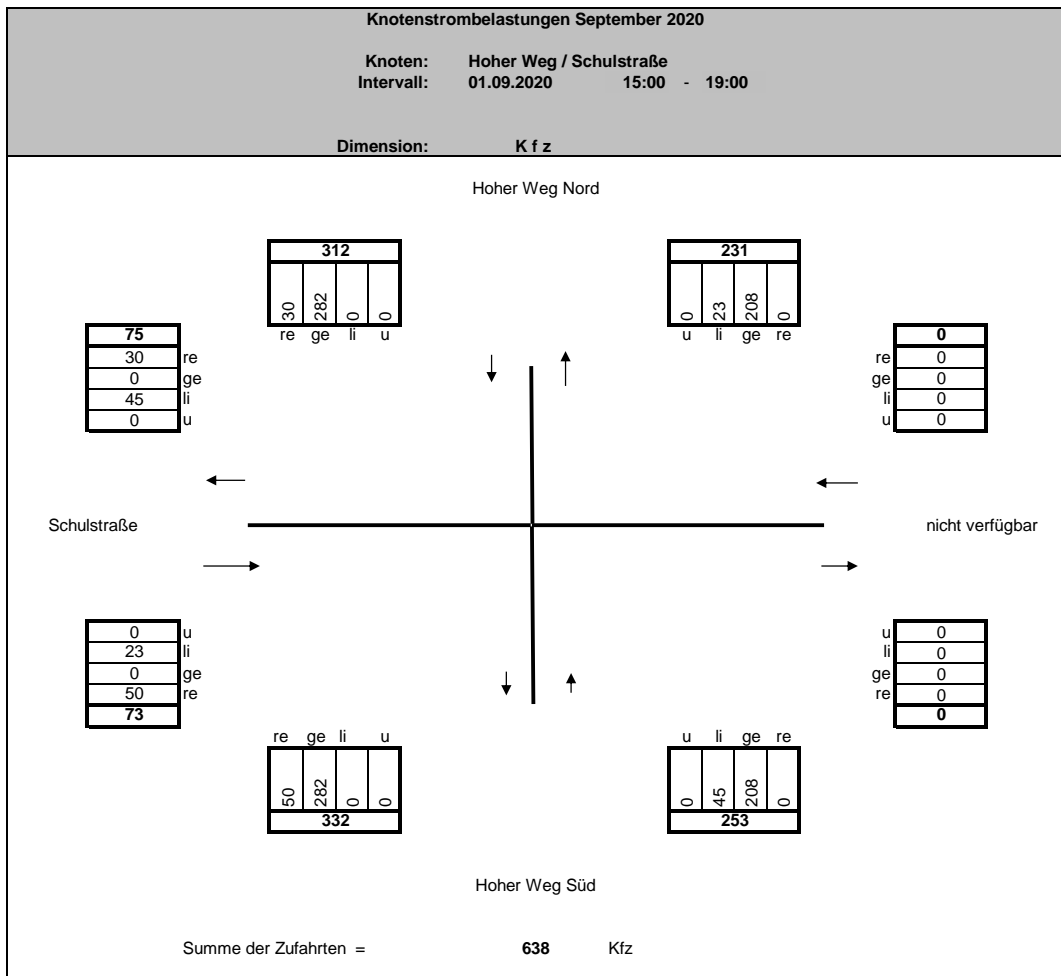 Knotenstrombelastungen September 2020
Knoten: Hoher Weg / Schulstraße
Intervall: 01.09.2020 15:00 - 19:00
Dimension: K f z
Hoher Weg Nord
312
30 282 0 0
re ge li u
231
0 23 208 0
u li ge re
75
30 re
0 ge
45 li
0 u
0
re 0
ge 0
li 0
u 0
Schulstraße
nicht verfügbar
0 u
23 li
0 ge
50 re
73
u 0
li 0
ge 0
re 0
0
re ge li u
50 282 0 0
332
u li ge re
0 45 208 0
253
Hoher Weg Süd
Summe der Zufahrten = 638 Kfz